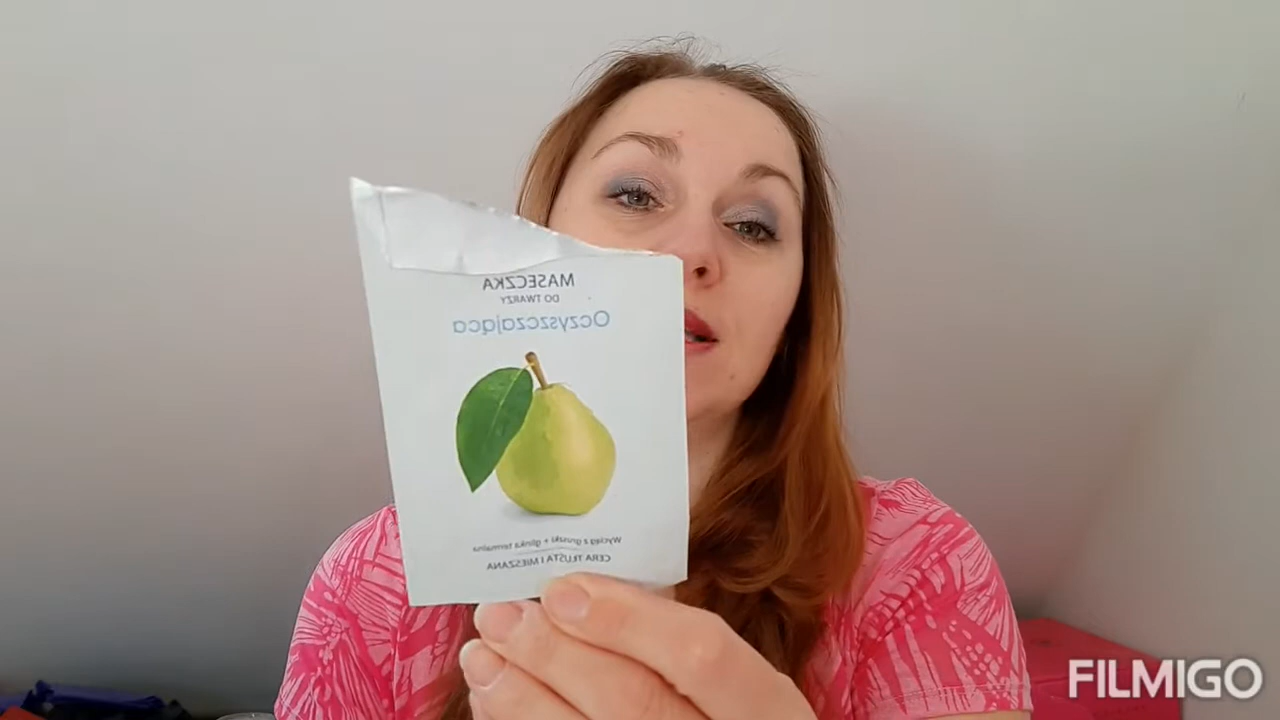 MASECZKA
DO TWARZY
Oczyszczająca
Wyciąg z gruszki + glinka termalna
CERA TŁUSTA I MIESZANA
FILMIGO